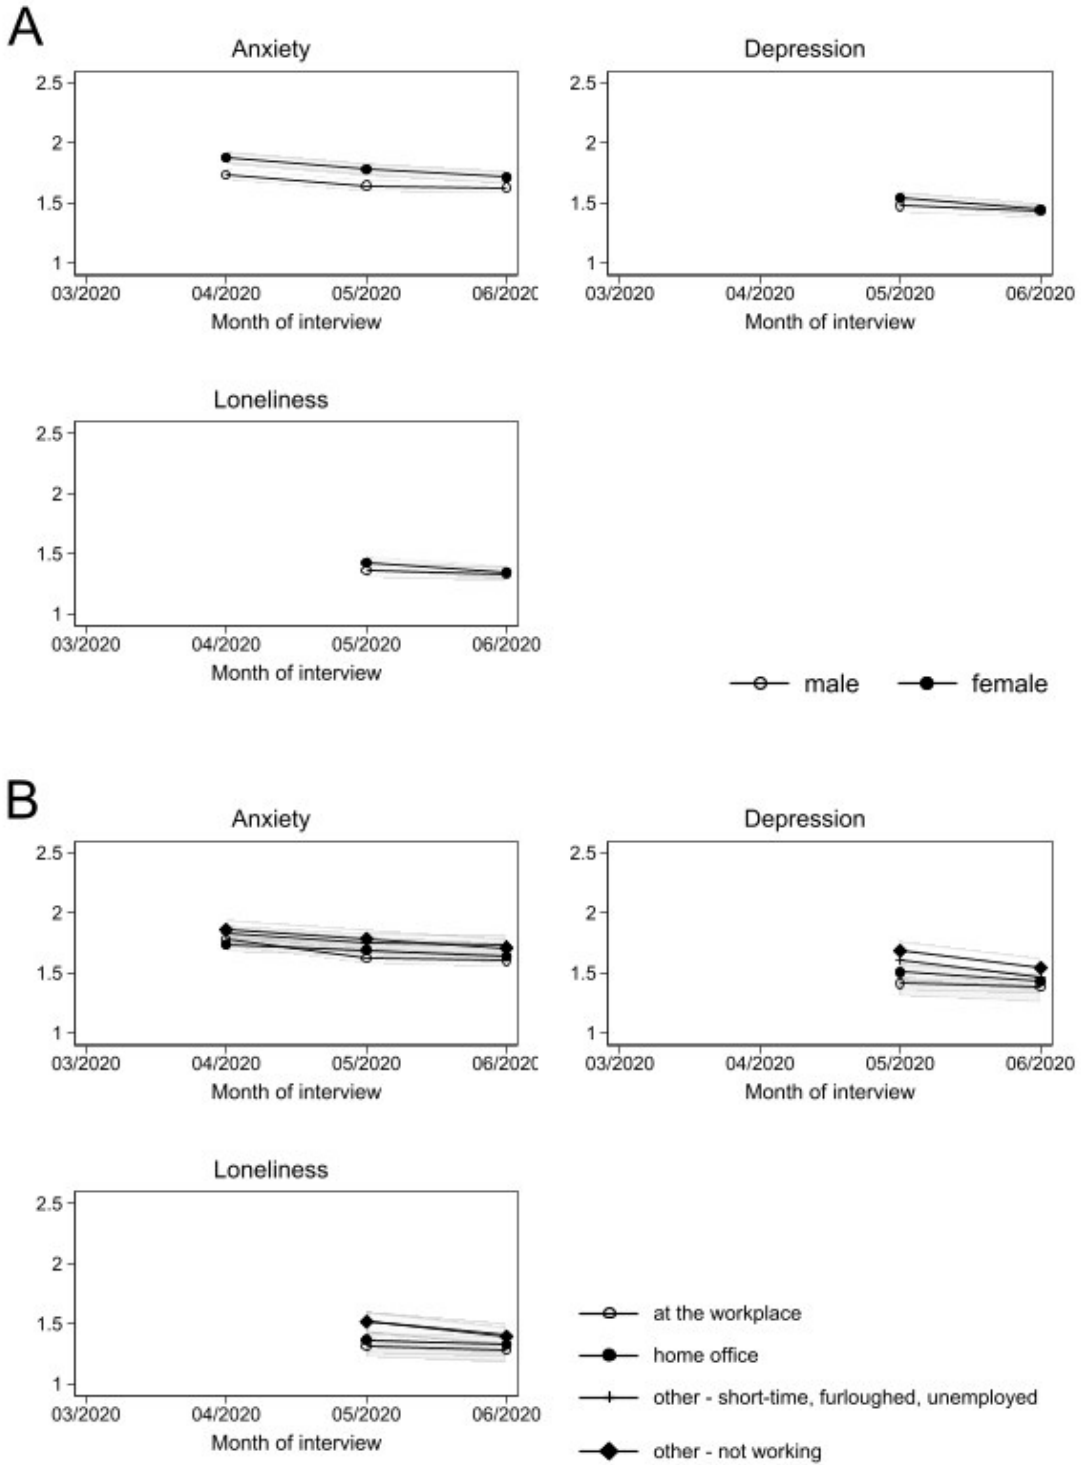 A
Anxiety
2.5
2
1.5
1
03/2020 04/2020 05/2020 06/2020
Month of interview
Depression
2.5
2
1.5
1
03/2020 04/2020 05/2020 06/2020
Month of interview
Loneliness
2.5
2
1.5
1
03/2020 04/2020 05/2020 06/2020
Month of interview
male female
B
Anxiety
2.5
2
1.5
1
03/2020 04/2020 05/2020 06/2020
Month of interview
Depression
2.5
2
1.5
1
03/2020 04/2020 05/2020 06/2020
Month of interview
Loneliness
2.5
2
1.5
1
03/2020 04/2020 05/2020 06/2020
Month of interview
at the workplace
home office
other - short-time, furloughed, unemployed
other - not working